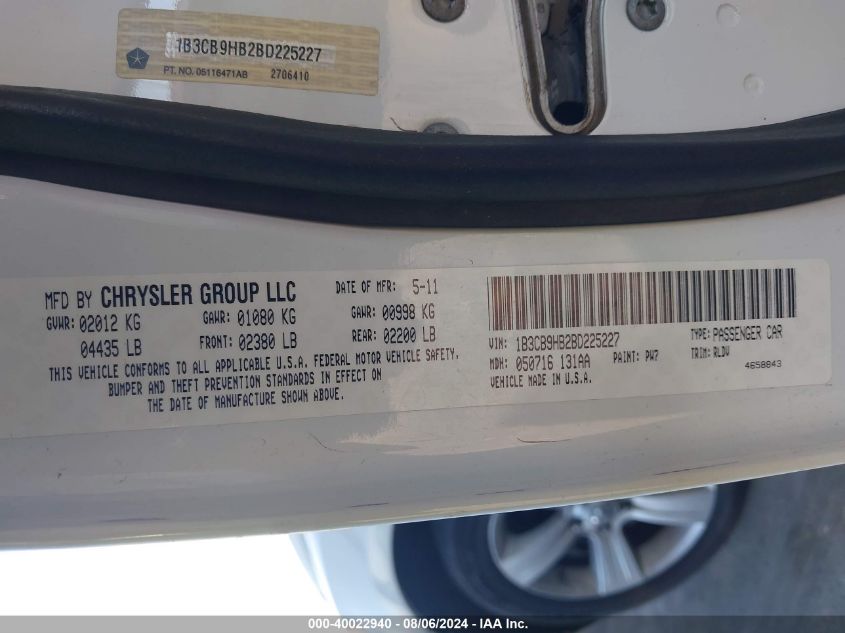 1B3CB9HB2BD225227
PT. NO. 05116471AB 2706410
MFD BY CHRYSLER GROUP LLC DATE OF MFR: 5-11
GVWR: 02012 KG GAWR: 01080 KG GAWR: 00998 KG
04435 LB FRONT: 02380 LB REAR: 02200 LB
THIS VEHICLE CONFORMS TO ALL APPLICABLE U.S.A. FEDERAL MOTOR VEHICLE SAFETY,
BUMPER AND THEFT PREVENTION STANDARDS IN EFFECT ON
THE DATE OF MANUFACTURE SHOWN ABOVE.
VIN: 1B3CB9HB2BD225227 TYPE: PASSENGER CAR
MDH: 050716 131AA PAINT: PW7 TRIM: RLDV
VEHICLE MADE IN U.S.A. 4658843
000-40022940 - 08/06/2024 - © IAA, Inc.